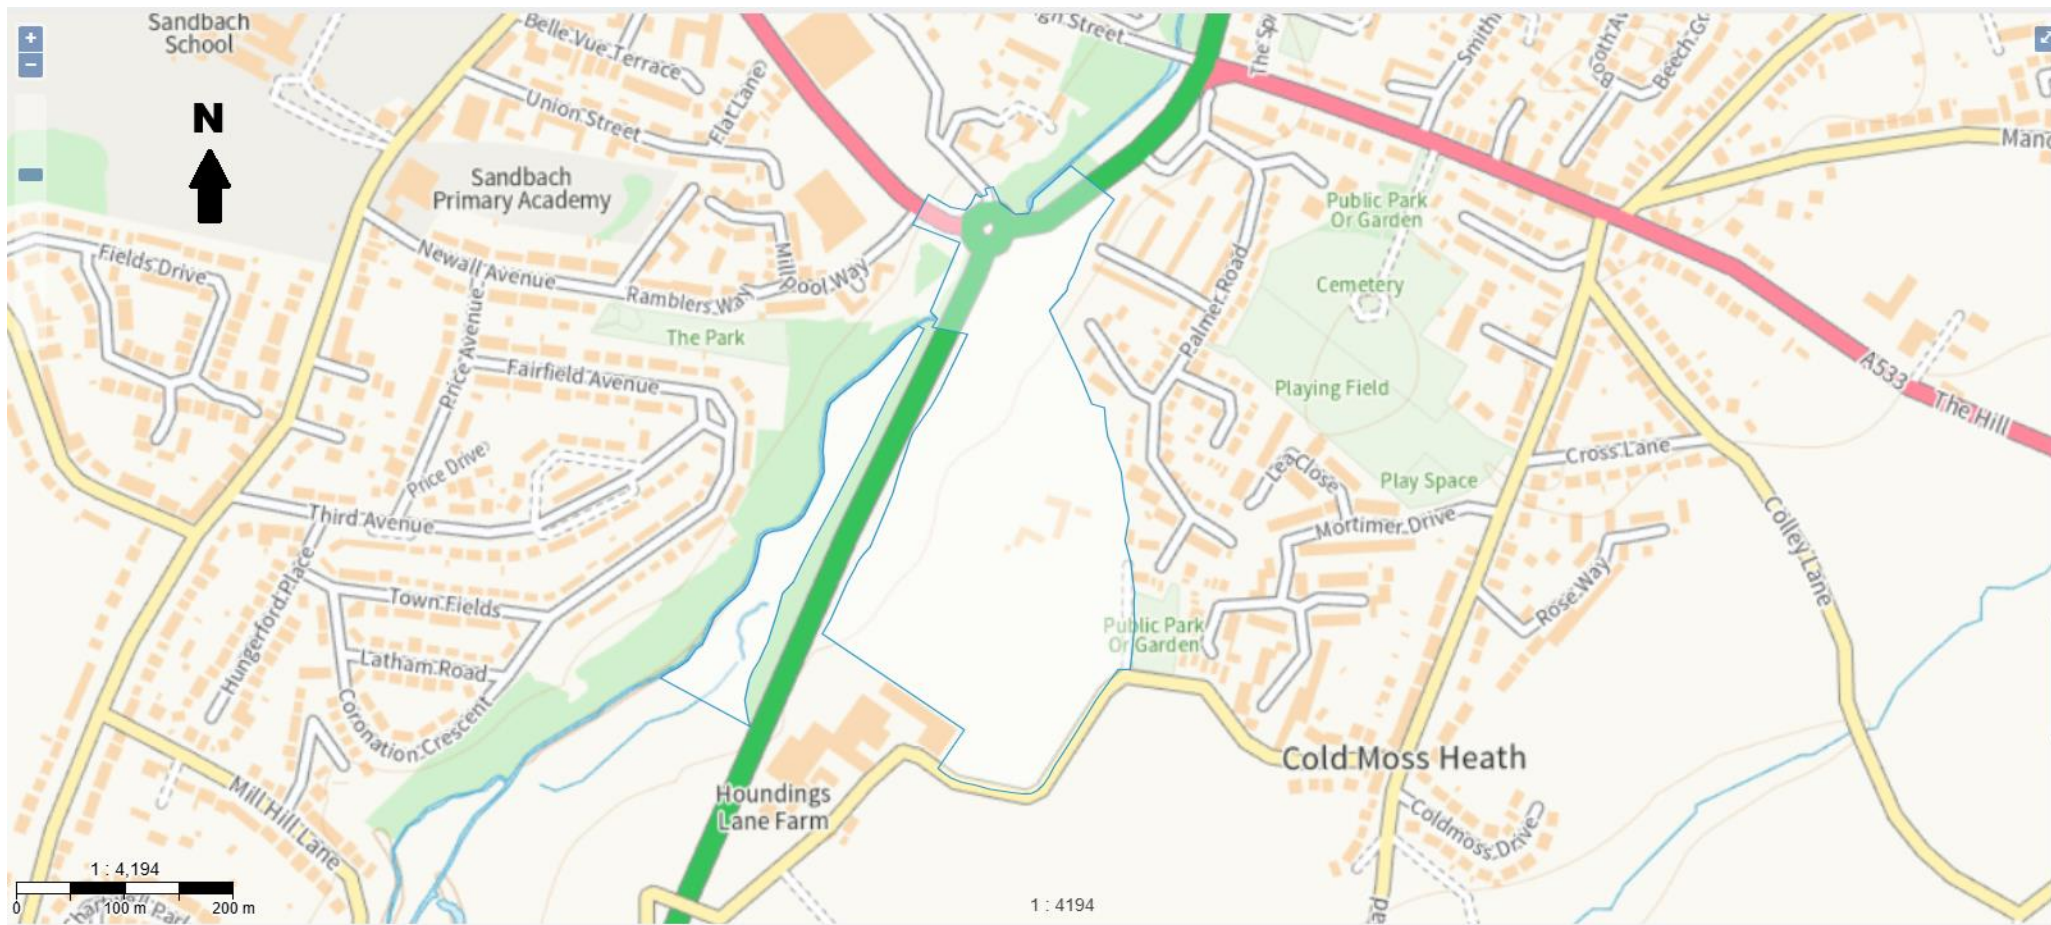 Sandbach
School
N
Belle Vue Terrace
Union Street
Flat Lane
Sandbach
Primary Academy
Fields Drive
Newall Avenue
Ramblers Way
Millpool Way
Price Avenue
The Park
Fairfield Avenue
Price Drive
Third Avenue
Hungerford Place
Town Fields
Latham Road
Coronation Crescent
Mill Hill Lane
Houndings
Lane Farm
Street
Palmer Road
Public Park
Or Garden
Cemetery
Playing Field
Lea Close
Play Space
Mortimer Drive
Public Park
Or Garden
Cross Lane
Rose Way
Colley Lane
A533
The Hill
Cold Moss Heath
Coldmoss Drive
1 : 4,194
0 100 m 200 m
1 : 4194